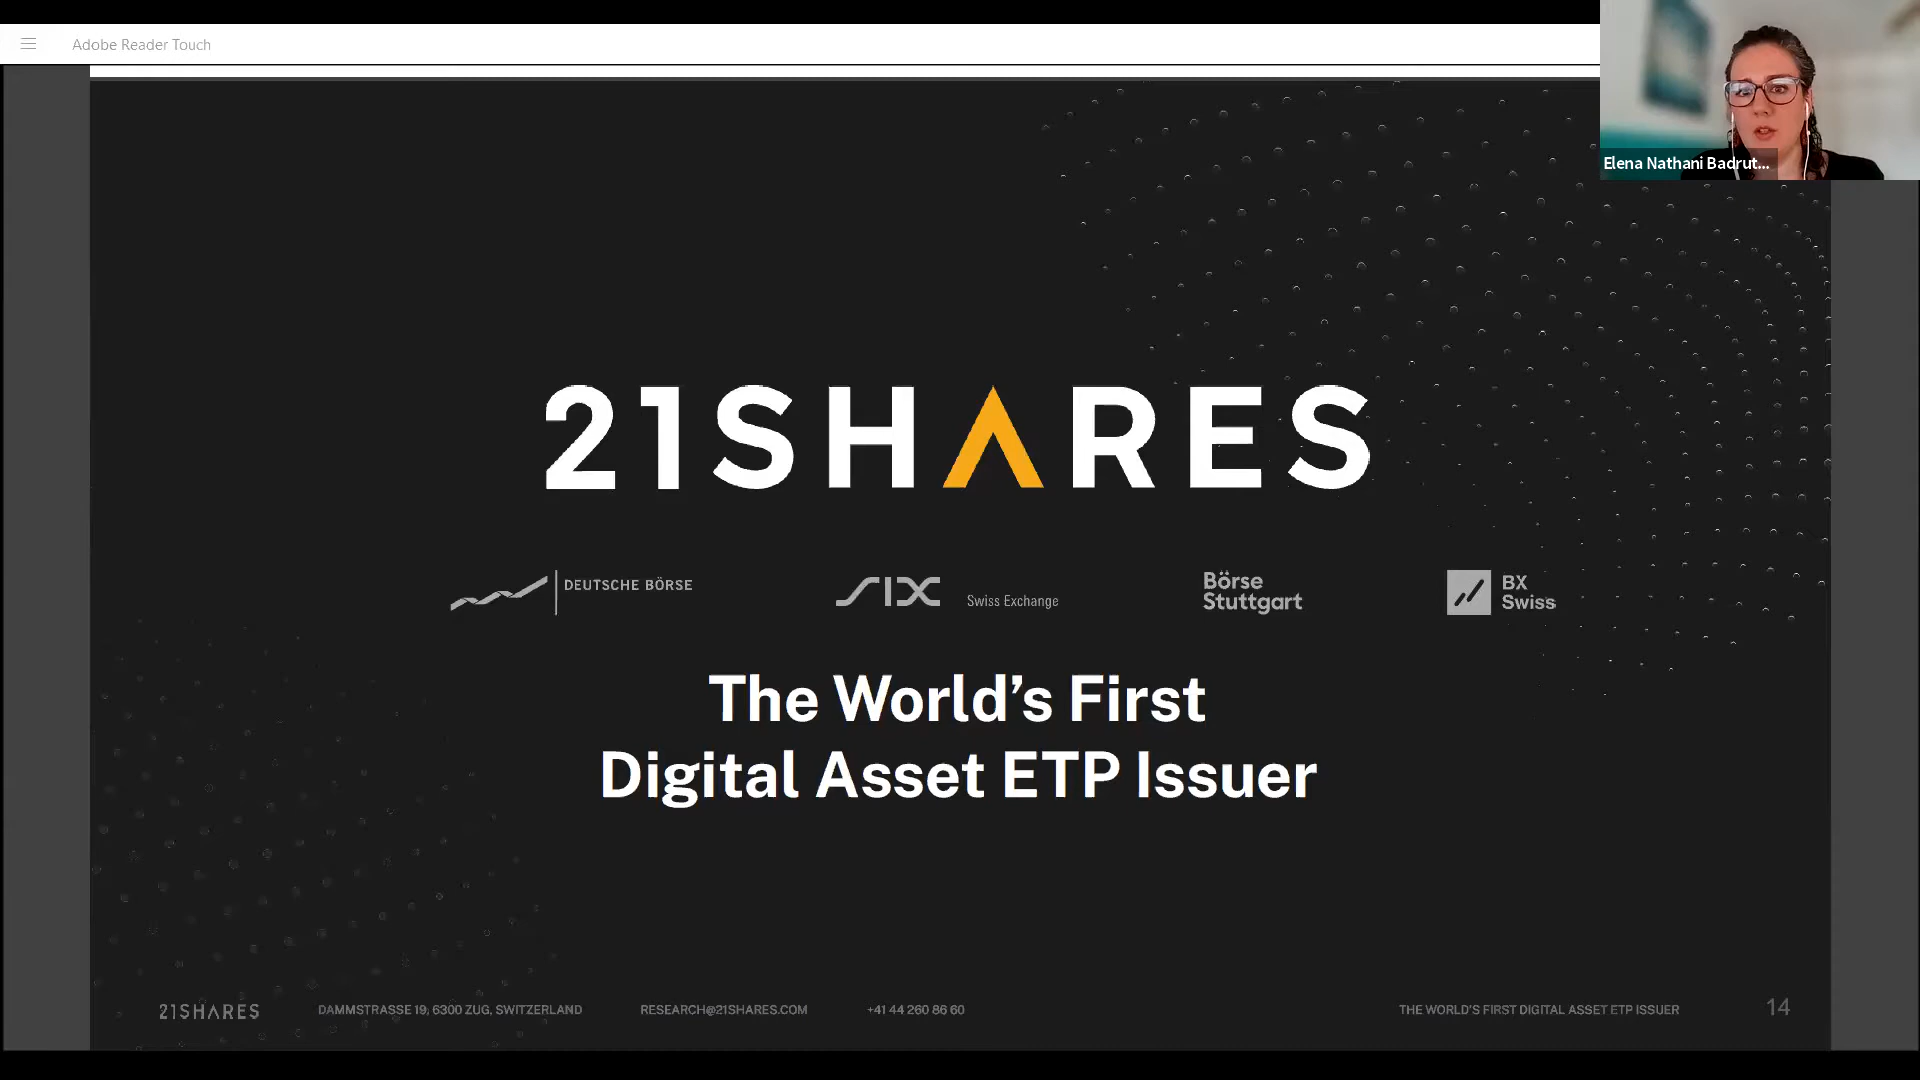 Adobe Reader Touch
Elena Nathani Badrut...
21SHARES
DEUTSCHE BÖRSE
SIX Swiss Exchange
Börse
Stuttgart
BX
Swiss
The World’s First
Digital Asset ETP Issuer
21SHARES DAMMSTRASSE 19, 6300 ZUG, SWITZERLAND RESEARCH@21SHARES.COM +41 44 260 86 60 THE WORLD'S FIRST DIGITAL ASSET ETP ISSUER 14